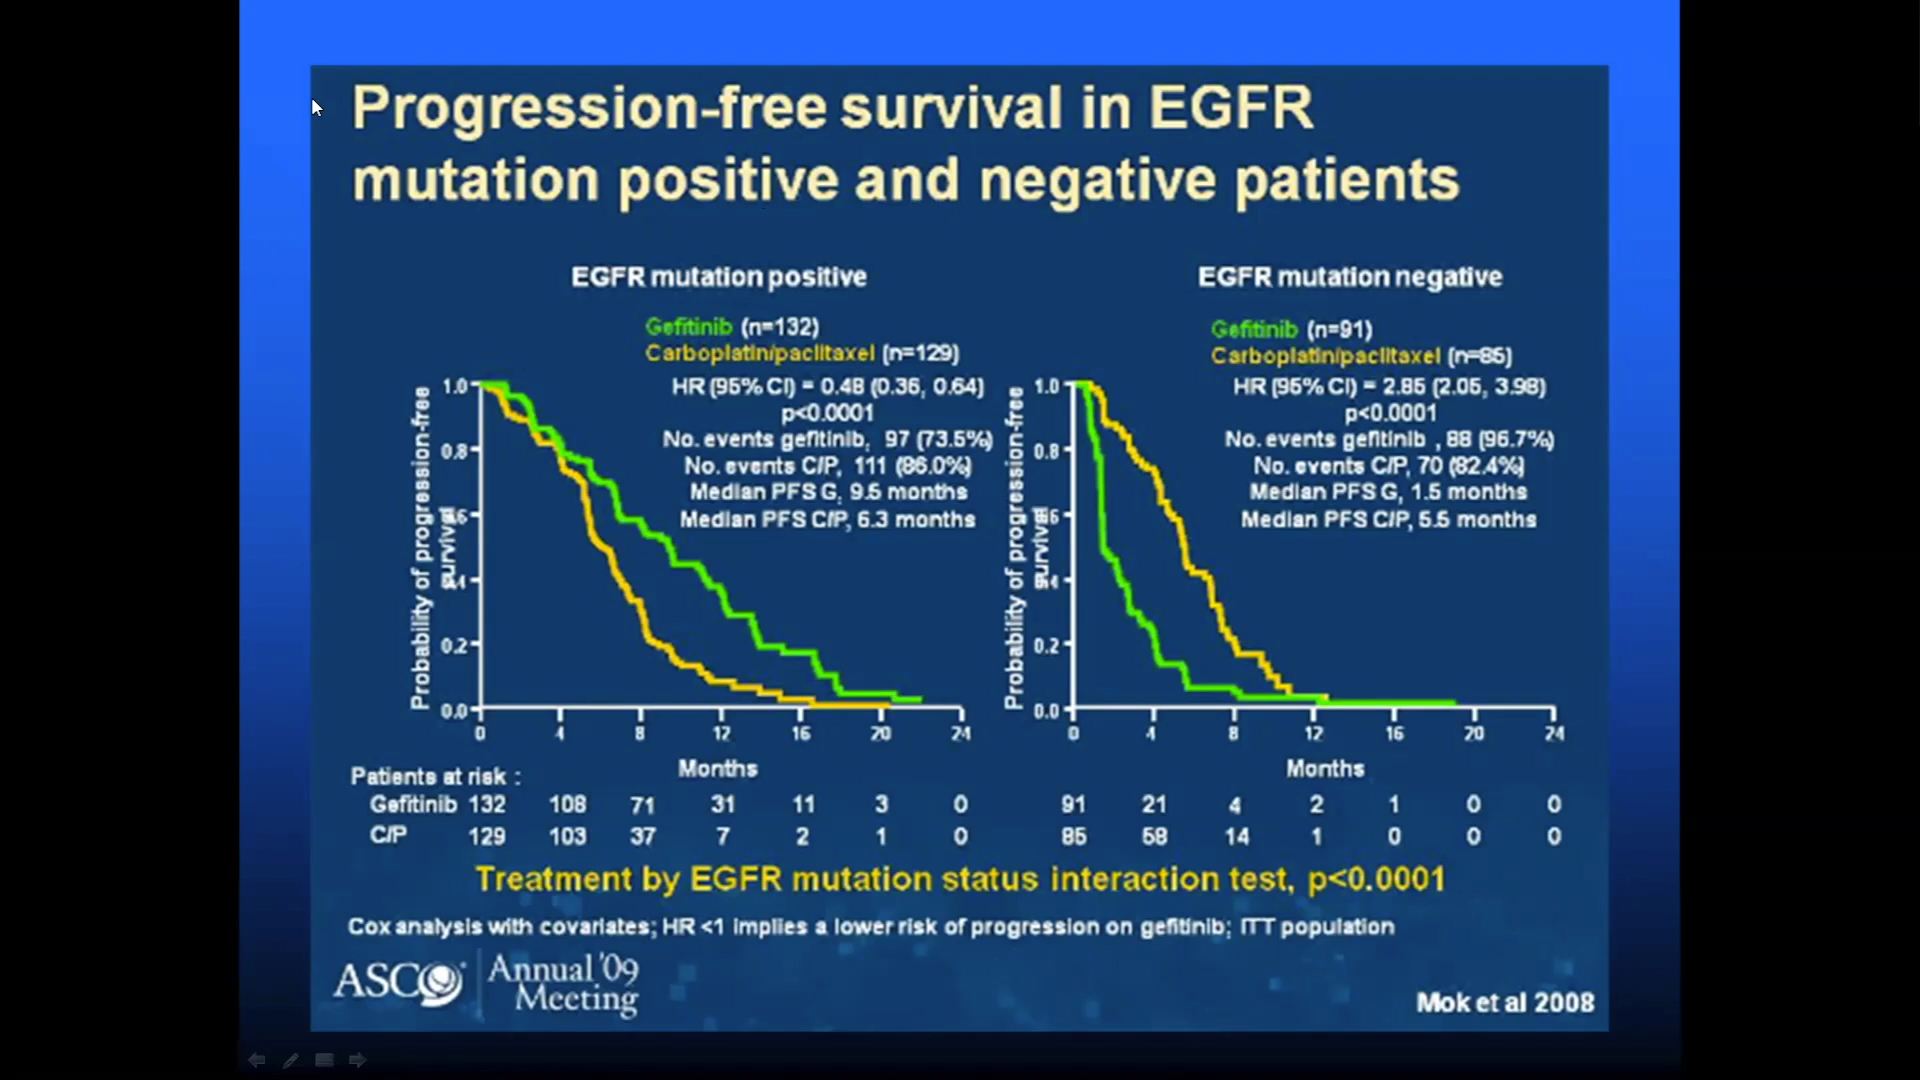 Progression-free survival in EGFR
mutation positive and negative patients
EGFR mutation positive
Gefitinib (n=132)
Carboplatin/paclitaxel (n=129)
HR (95% CI) = 0.48 (0.36, 0.64)
p<0.0001
No. events gefitinib, 97 (73.5%)
No. events C/P, 111 (86.0%)
Median PFS G, 9.5 months
Median PFS C/P, 6.3 months
Probability of progression-free
survival
1.0
0.8
0.6
0.4
0.2
0.0
0 4 8 12 16 20 24
Months
EGFR mutation negative
Gefitinib (n=91)
Carboplatin/paclitaxel (n=85)
HR (95% CI) = 2.85 (2.05, 3.98)
p<0.0001
No. events gefitinib , 88 (96.7%)
No. events C/P, 70 (82.4%)
Median PFS G, 1.5 months
Median PFS C/P, 5.5 months
Probability of progression-free
survival
1.0
0.8
0.6
0.4
0.2
0.0
0 4 8 12 16 20 24
Months
Patients at risk :
Gefitinib 132 108 71 31 11 3 0 91 21 4 2 1 0 0
C/P 129 103 37 7 2 1 0 85 58 14 1 0 0 0
Treatment by EGFR mutation status interaction test, p<0.0001
Cox analysis with covariates; HR <1 implies a lower risk of progression on gefitinib; ITT population
ASCO Annual '09
Meeting
Mok et al 2008